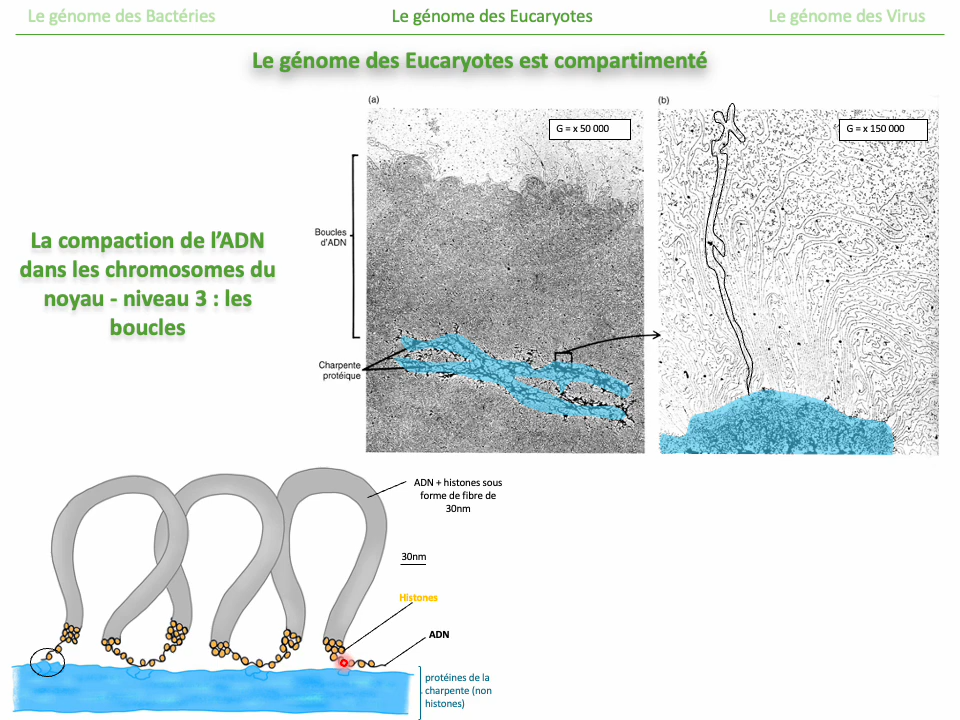 Le génome des Bactéries
Le génome des Eucaryotes
Le génome des Virus
Le génome des Eucaryotes est compartimenté
(a)
(b)
G = x 50 000
G = x 150 000
Boucles
d'ADN
Charpente
protéique
La compaction de l’ADN
dans les chromosomes du
noyau - niveau 3 : les
boucles
ADN + histones sous
forme de fibre de
30nm
30nm
Histones
ADN
protéines de la
charpente (non
histones)